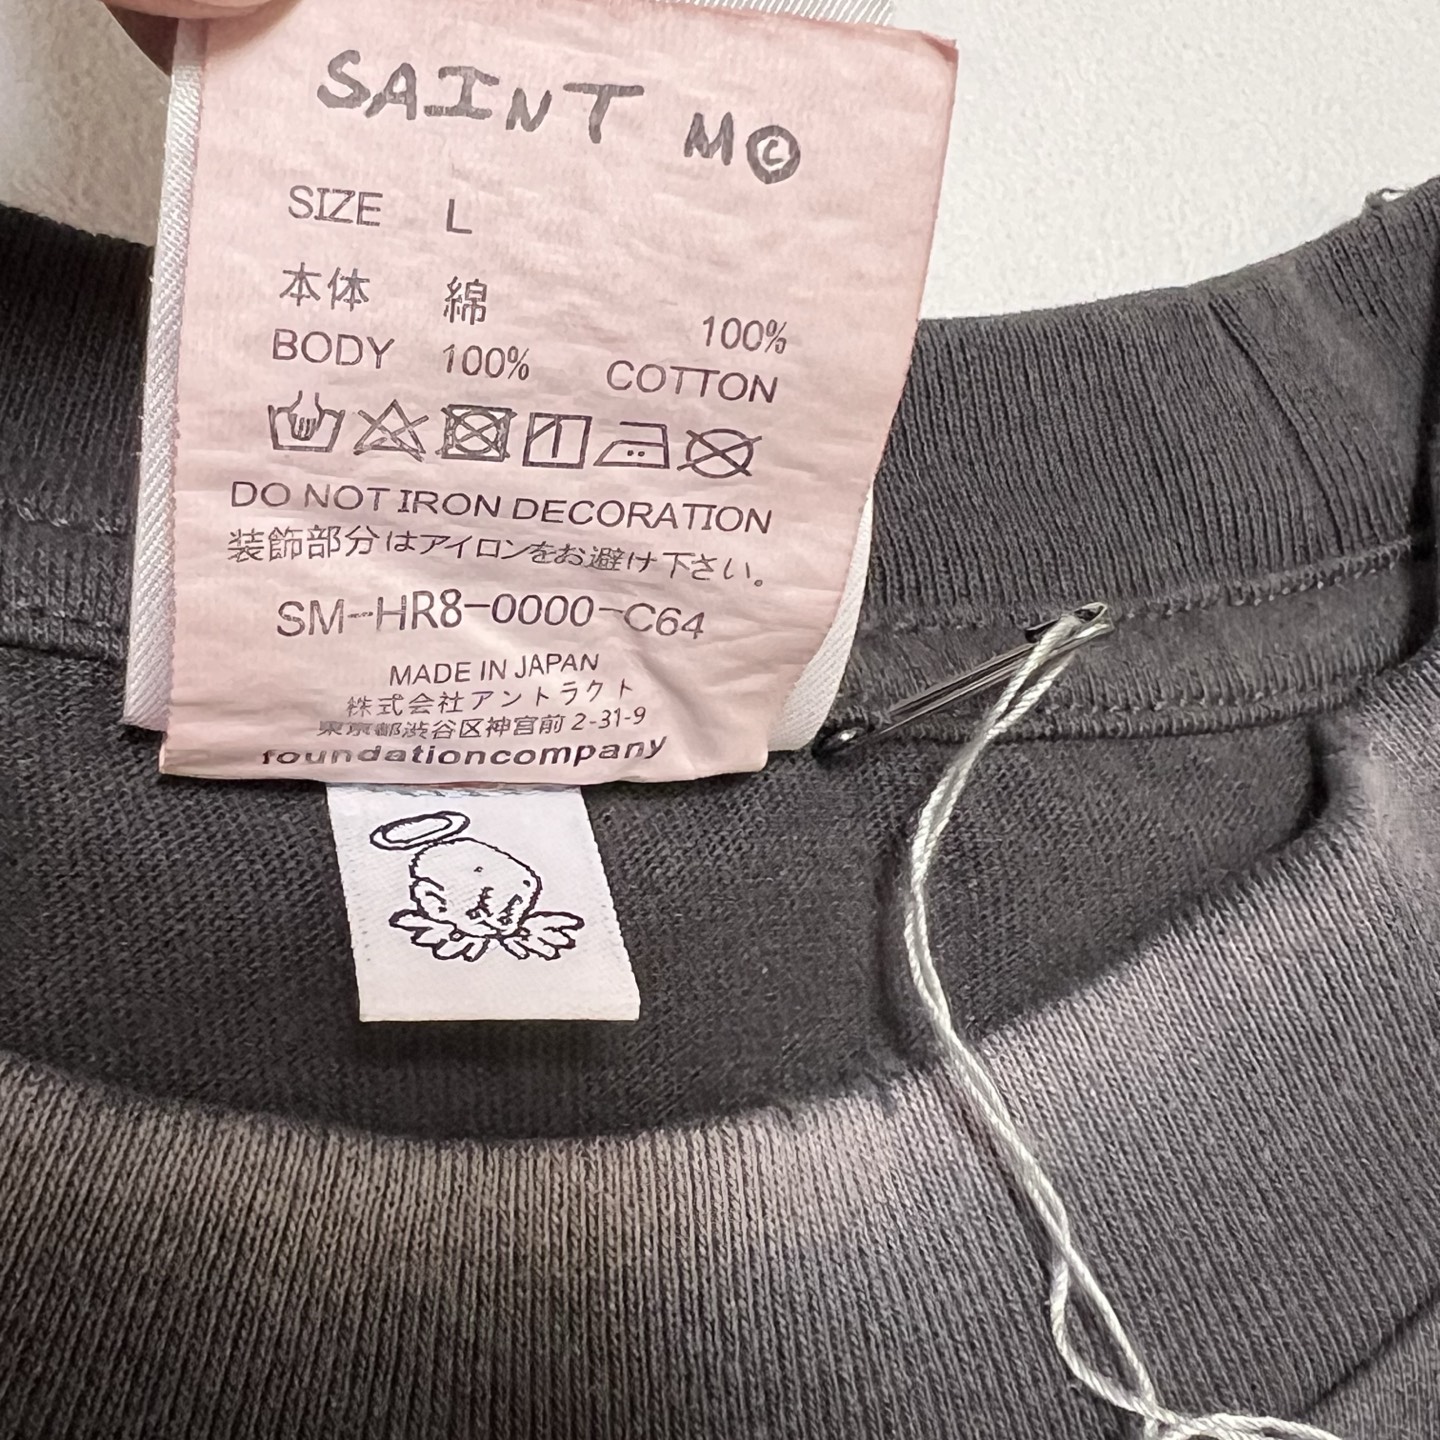 SAINT M©
SIZE L
本体 綿 100%
BODY 100% COTTON
DO NOT IRON DECORATION
装飾部分はアイロンをお避け下さい。
SM-HR8-0000-C64
MADE IN JAPAN
株式会社アントラクト
東京都渋谷区神宮前 2-31-9
foundationcompany